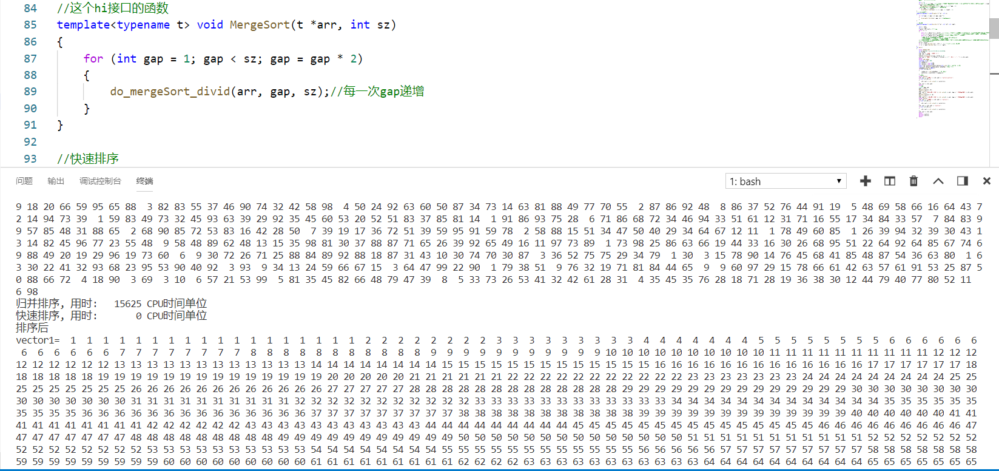 84 //这个hi接口的函数
85 template<typename t> void MergeSort(t *arr, int sz)
86 {
87 for (int gap = 1; gap < sz; gap = gap * 2)
88 {
89 do_mergeSort_divid(arr, gap, sz);//每一次gap递增
90 }
91 }
92
93 //快速排序
问题 输出 调试控制台 终端 1: bash
9 18 20 66 59 95 65 88 3 82 83 55 37 46 90 74 32 42 58 98 4 50 24 92 63 60 50 87 34 73 14 63 81 88 49 77 70 55 2 87 86 92 48 8 86 37 52 76 44 91 19 5 48 69 58 66 16 64 43 7
2 14 94 73 39 1 59 83 49 73 32 45 93 63 39 29 92 35 45 60 53 20 52 51 83 37 85 81 14 1 91 86 93 75 28 6 71 86 68 72 34 46 94 33 51 61 12 31 71 16 55 17 34 84 33 57 7 84 83 9
9 57 85 48 31 88 65 2 68 90 85 72 53 83 16 42 28 50 7 39 19 17 36 72 51 39 59 95 91 59 78 2 58 88 15 51 34 47 50 40 29 34 64 67 12 11 1 78 49 60 85 1 26 39 94 32 39 30 43 1
3 14 82 45 96 77 23 55 48 9 58 48 89 62 48 13 15 35 98 81 30 37 88 87 71 65 26 39 92 65 49 16 11 97 73 89 1 73 98 25 86 63 66 19 44 33 16 30 26 68 95 51 22 64 92 64 85 67 74 6
9 88 49 20 19 29 96 19 73 60 6 9 30 72 26 71 25 88 84 89 92 88 18 87 31 43 10 30 74 70 30 87 3 36 52 75 75 29 34 79 1 30 3 15 78 90 14 76 45 68 41 85 48 87 54 36 63 80 1 6
3 30 22 41 32 93 68 23 95 53 90 40 92 3 93 9 34 13 24 59 66 67 15 3 64 47 99 22 90 1 79 38 51 9 76 32 19 71 81 84 44 65 9 9 60 97 29 15 78 66 61 42 63 57 61 91 53 25 87 5
0 88 66 72 4 18 90 3 69 3 10 6 57 21 53 99 5 81 35 45 82 66 48 79 47 39 8 5 33 73 26 53 41 32 42 61 28 31 4 35 45 35 76 28 18 71 28 19 36 38 30 12 44 79 40 77 80 52 11
6 98
归并排序，用时: 15625 CPU时间单位
快速排序，用时: 0 CPU时间单位
排序后
vector1= 1 1 1 1 1 1 1 1 1 1 1 1 1 1 1 1 1 1 2 2 2 2 2 2 2 2 3 3 3 3 3 3 3 3 3 4 4 4 4 4 4 4 5 5 5 5 5 5 5 5 6 6 6 6 6 6
6 6 6 6 6 6 7 7 7 7 7 7 7 7 8 8 8 8 8 8 8 8 8 8 8 9 9 9 9 9 9 9 9 9 9 9 10 10 10 10 10 10 10 10 10 10 11 11 11 11 11 11 11 11 11 11 12 12 12
12 12 12 12 12 12 13 13 13 13 13 13 13 13 13 13 13 13 14 14 14 14 14 14 14 14 15 15 15 15 15 15 15 15 15 15 15 15 15 16 16 16 16 16 16 16 16 16 16 16 16 16 17 17 17 17 17 17 18
18 18 18 18 18 19 19 19 19 19 19 19 19 19 19 19 19 19 19 20 20 20 20 20 21 21 21 21 21 21 22 22 22 22 22 22 22 22 22 22 22 23 23 23 23 23 23 23 24 24 24 24 24 24 24 24 24 25 25
25 25 25 25 25 25 25 26 26 26 26 26 26 26 26 26 26 26 26 27 27 27 27 27 28 28 28 28 28 28 28 28 28 28 28 28 28 29 29 29 29 29 29 29 29 29 29 29 29 29 29 30 30 30 30 30 30 30 30
30 30 30 30 30 30 30 31 31 31 31 31 31 31 31 31 31 32 32 32 32 32 32 32 32 32 32 32 33 33 33 33 33 33 33 33 33 33 33 33 34 34 34 34 34 34 34 34 34 34 34 34 34 35 35 35 35 35 35
35 35 35 35 36 36 36 36 36 36 36 36 36 36 36 36 36 36 37 37 37 37 37 37 37 37 37 38 38 38 38 38 38 38 38 38 38 38 39 39 39 39 39 39 39 39 39 39 39 39 39 40 40 40 40 40 40 41 41
41 41 41 41 41 41 41 41 42 42 42 42 42 42 43 43 43 43 43 43 43 43 43 43 43 44 44 44 44 44 44 44 44 44 45 45 45 45 45 45 45 45 45 45 45 45 45 45 45 46 46 46 46 46 46 46 46 46 47
47 47 47 47 47 47 47 48 48 48 48 48 48 48 48 48 49 49 49 49 49 49 49 49 49 49 49 50 50 50 50 50 50 50 50 50 50 50 50 50 50 51 51 51 51 51 51 51 51 51 51 51 52 52 52 52 52 52 52
52 52 52 52 52 52 52 52 53 53 53 53 53 53 53 53 53 53 54 54 54 54 54 54 54 54 55 55 55 55 55 55 55 55 55 55 55 55 56 56 56 56 56 57 57 57 57 57 57 57 57 57 58 58 58 58 58 58 58
59 59 59 59 59 59 59 59 59 60 60 60 60 60 60 60 60 60 61 61 61 61 61 61 61 61 61 62 62 62 62 63 63 63 63 63 63 63 63 63 63 63 64 64 64 64 64 64 64 64 64 64 64 65 65 65 65 65 65